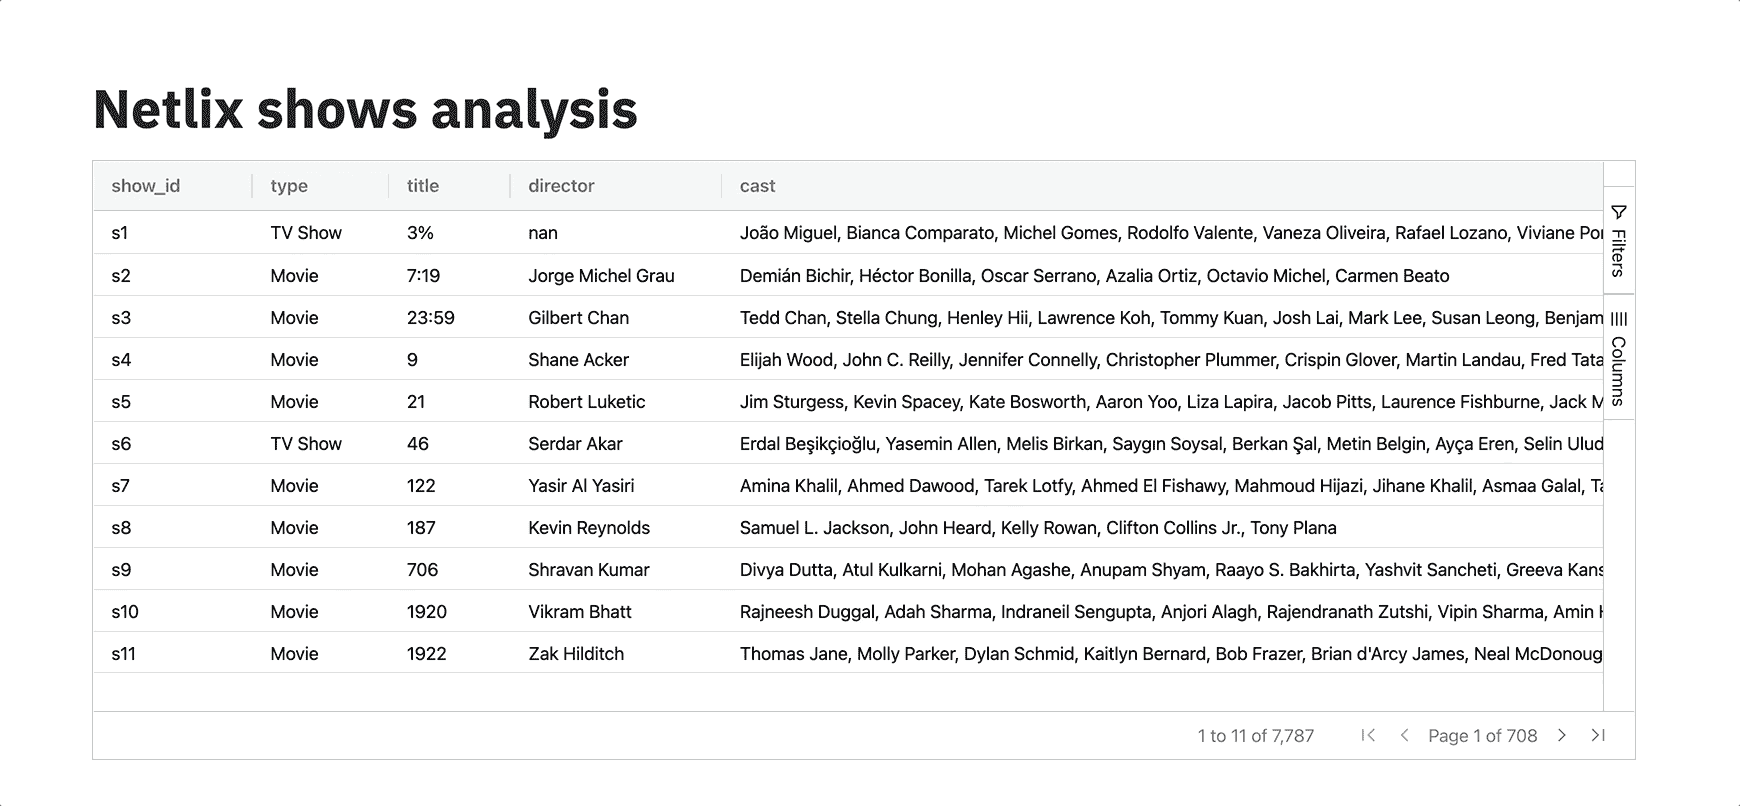 Netlix shows analysis
show_id type title director cast
s1 TV Show 3% nan João Miguel, Bianca Comparato, Michel Gomes, Rodolfo Valente, Vaneza Oliveira, Rafael Lozano, Viviane Por
s2 Movie 7:19 Jorge Michel Grau Demián Bichir, Héctor Bonilla, Oscar Serrano, Azalia Ortiz, Octavio Michel, Carmen Beato
s3 Movie 23:59 Gilbert Chan Tedd Chan, Stella Chung, Henley Hii, Lawrence Koh, Tommy Kuan, Josh Lai, Mark Lee, Susan Leong, Benjam
s4 Movie 9 Shane Acker Elijah Wood, John C. Reilly, Jennifer Connelly, Christopher Plummer, Crispin Glover, Martin Landau, Fred Tata
s5 Movie 21 Robert Luketic Jim Sturgess, Kevin Spacey, Kate Bosworth, Aaron Yoo, Liza Lapira, Jacob Pitts, Laurence Fishburne, Jack M
s6 TV Show 46 Serdar Akar Erdal Beşikçioğlu, Yasemin Allen, Melis Birkan, Saygın Soysal, Berkan Şal, Metin Belgin, Ayça Eren, Selin Ulud
s7 Movie 122 Yasir Al Yasiri Amina Khalil, Ahmed Dawood, Tarek Lotfy, Ahmed El Fishawy, Mahmoud Hijazi, Jihane Khalil, Asmaa Galal, Ta
s8 Movie 187 Kevin Reynolds Samuel L. Jackson, John Heard, Kelly Rowan, Clifton Collins Jr., Tony Plana
s9 Movie 706 Shravan Kumar Divya Dutta, Atul Kulkarni, Mohan Agashe, Anupam Shyam, Raayo S. Bakhirta, Yashvit Sancheti, Greeva Kans
s10 Movie 1920 Vikram Bhatt Rajneesh Duggal, Adah Sharma, Indraneil Sengupta, Anjori Alagh, Rajendranath Zutshi, Vipin Sharma, Amin
s11 Movie 1922 Zak Hilditch Thomas Jane, Molly Parker, Dylan Schmid, Kaitlyn Bernard, Bob Frazer, Brian d'Arcy James, Neal McDonoug
Filters
Columns
1 to 11 of 7,787 Page 1 of 708